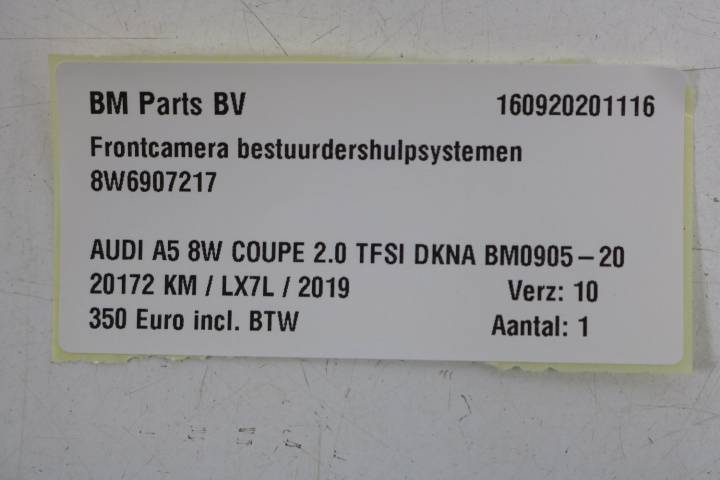 BM Parts BV 160920201116
Frontcamera bestuurdershulpsystemen
8W6907217
AUDI A5 8W COUPE 2.0 TFSI DKNA BM0905-20
20172 KM / LX7L / 2019 Verz: 10
350 Euro incl. BTW Aantal: 1